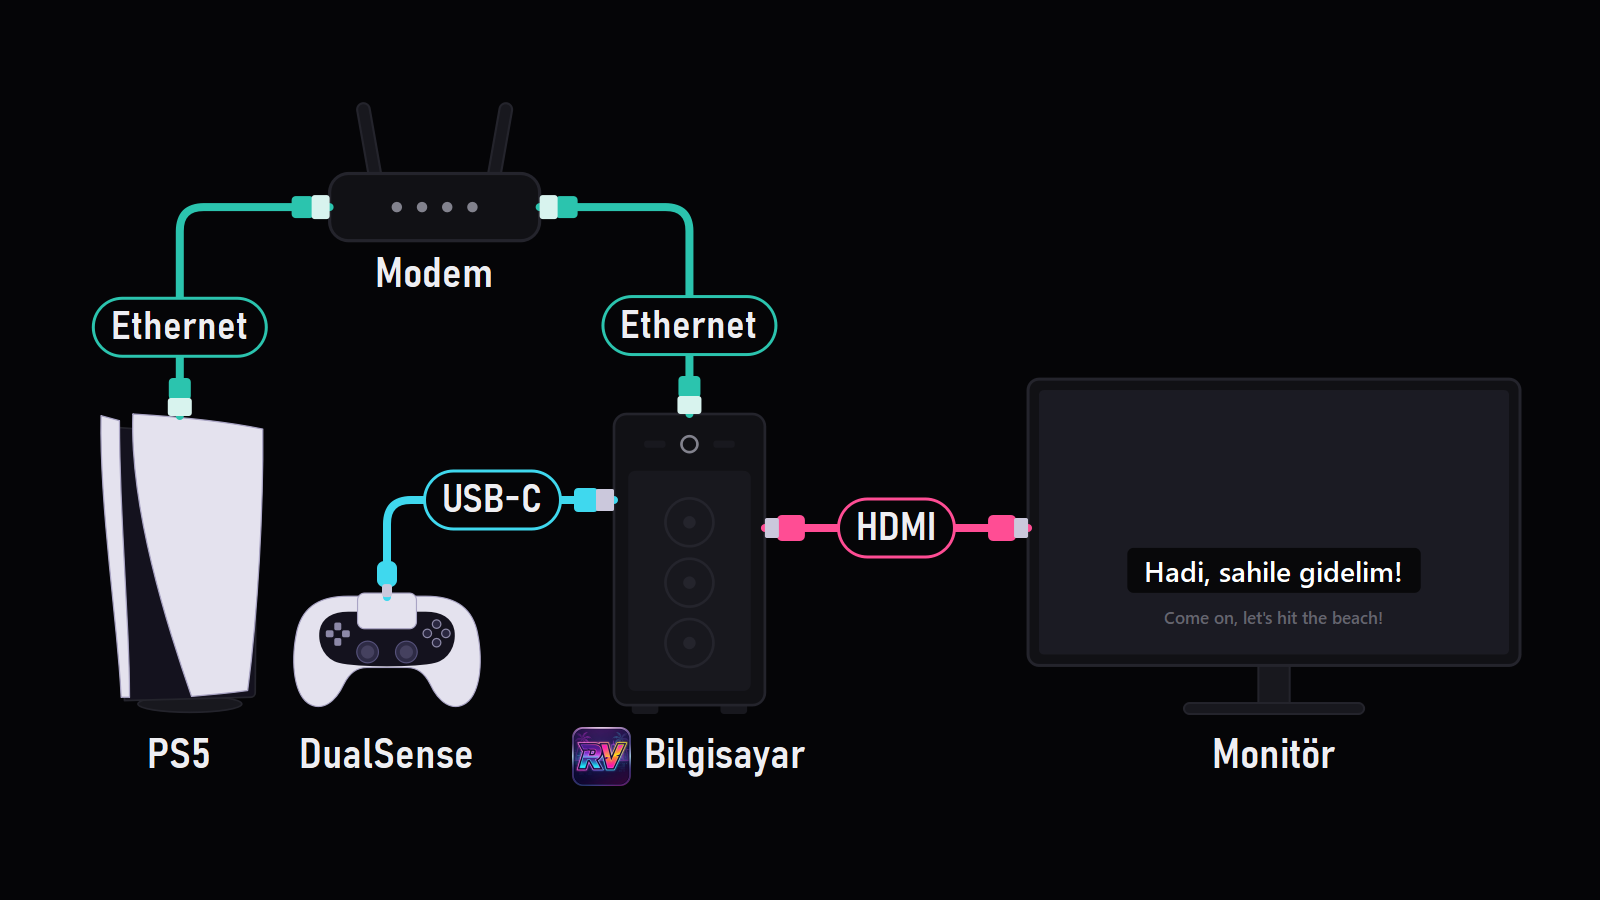 Modem
Ethernet
Ethernet
USB-C
HDMI
Hadi, sahile gidelim!
Come on, let's hit the beach!
PS5
DualSense
RV
Bilgisayar
Monitör